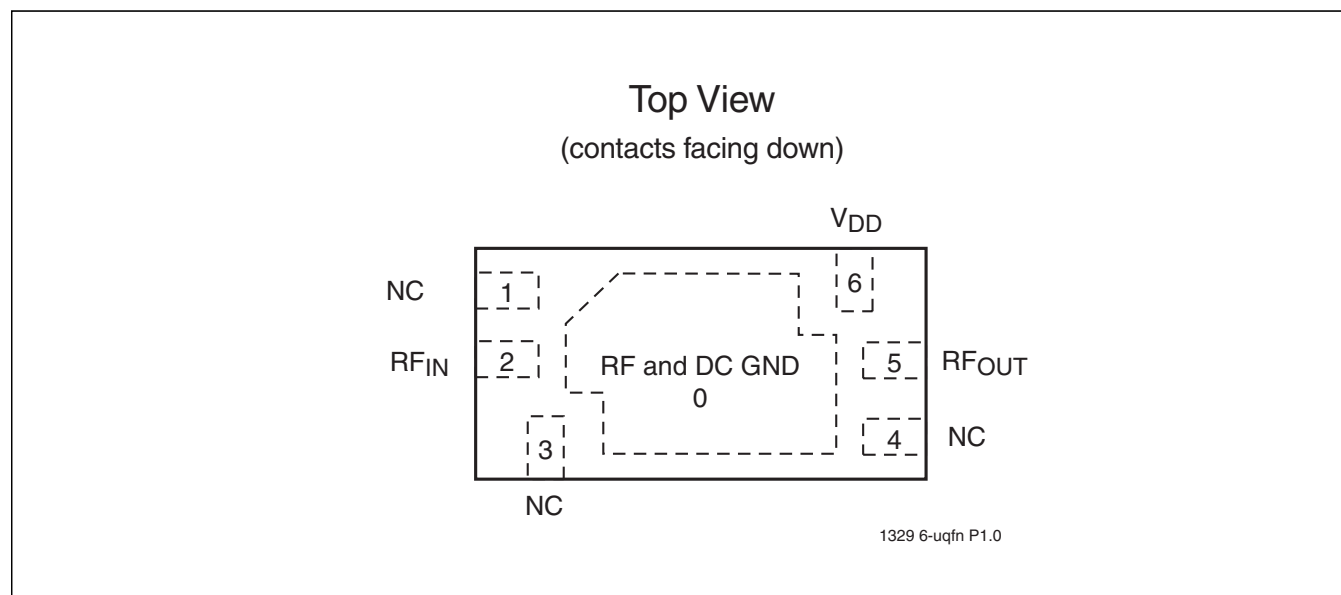 Top View
(contacts facing down)
VDD
6
NC
1
RFIN
2
RF and DC GND
0
5
RFOUT
3
4
NC
NC
1329 6-uqfn P1.0